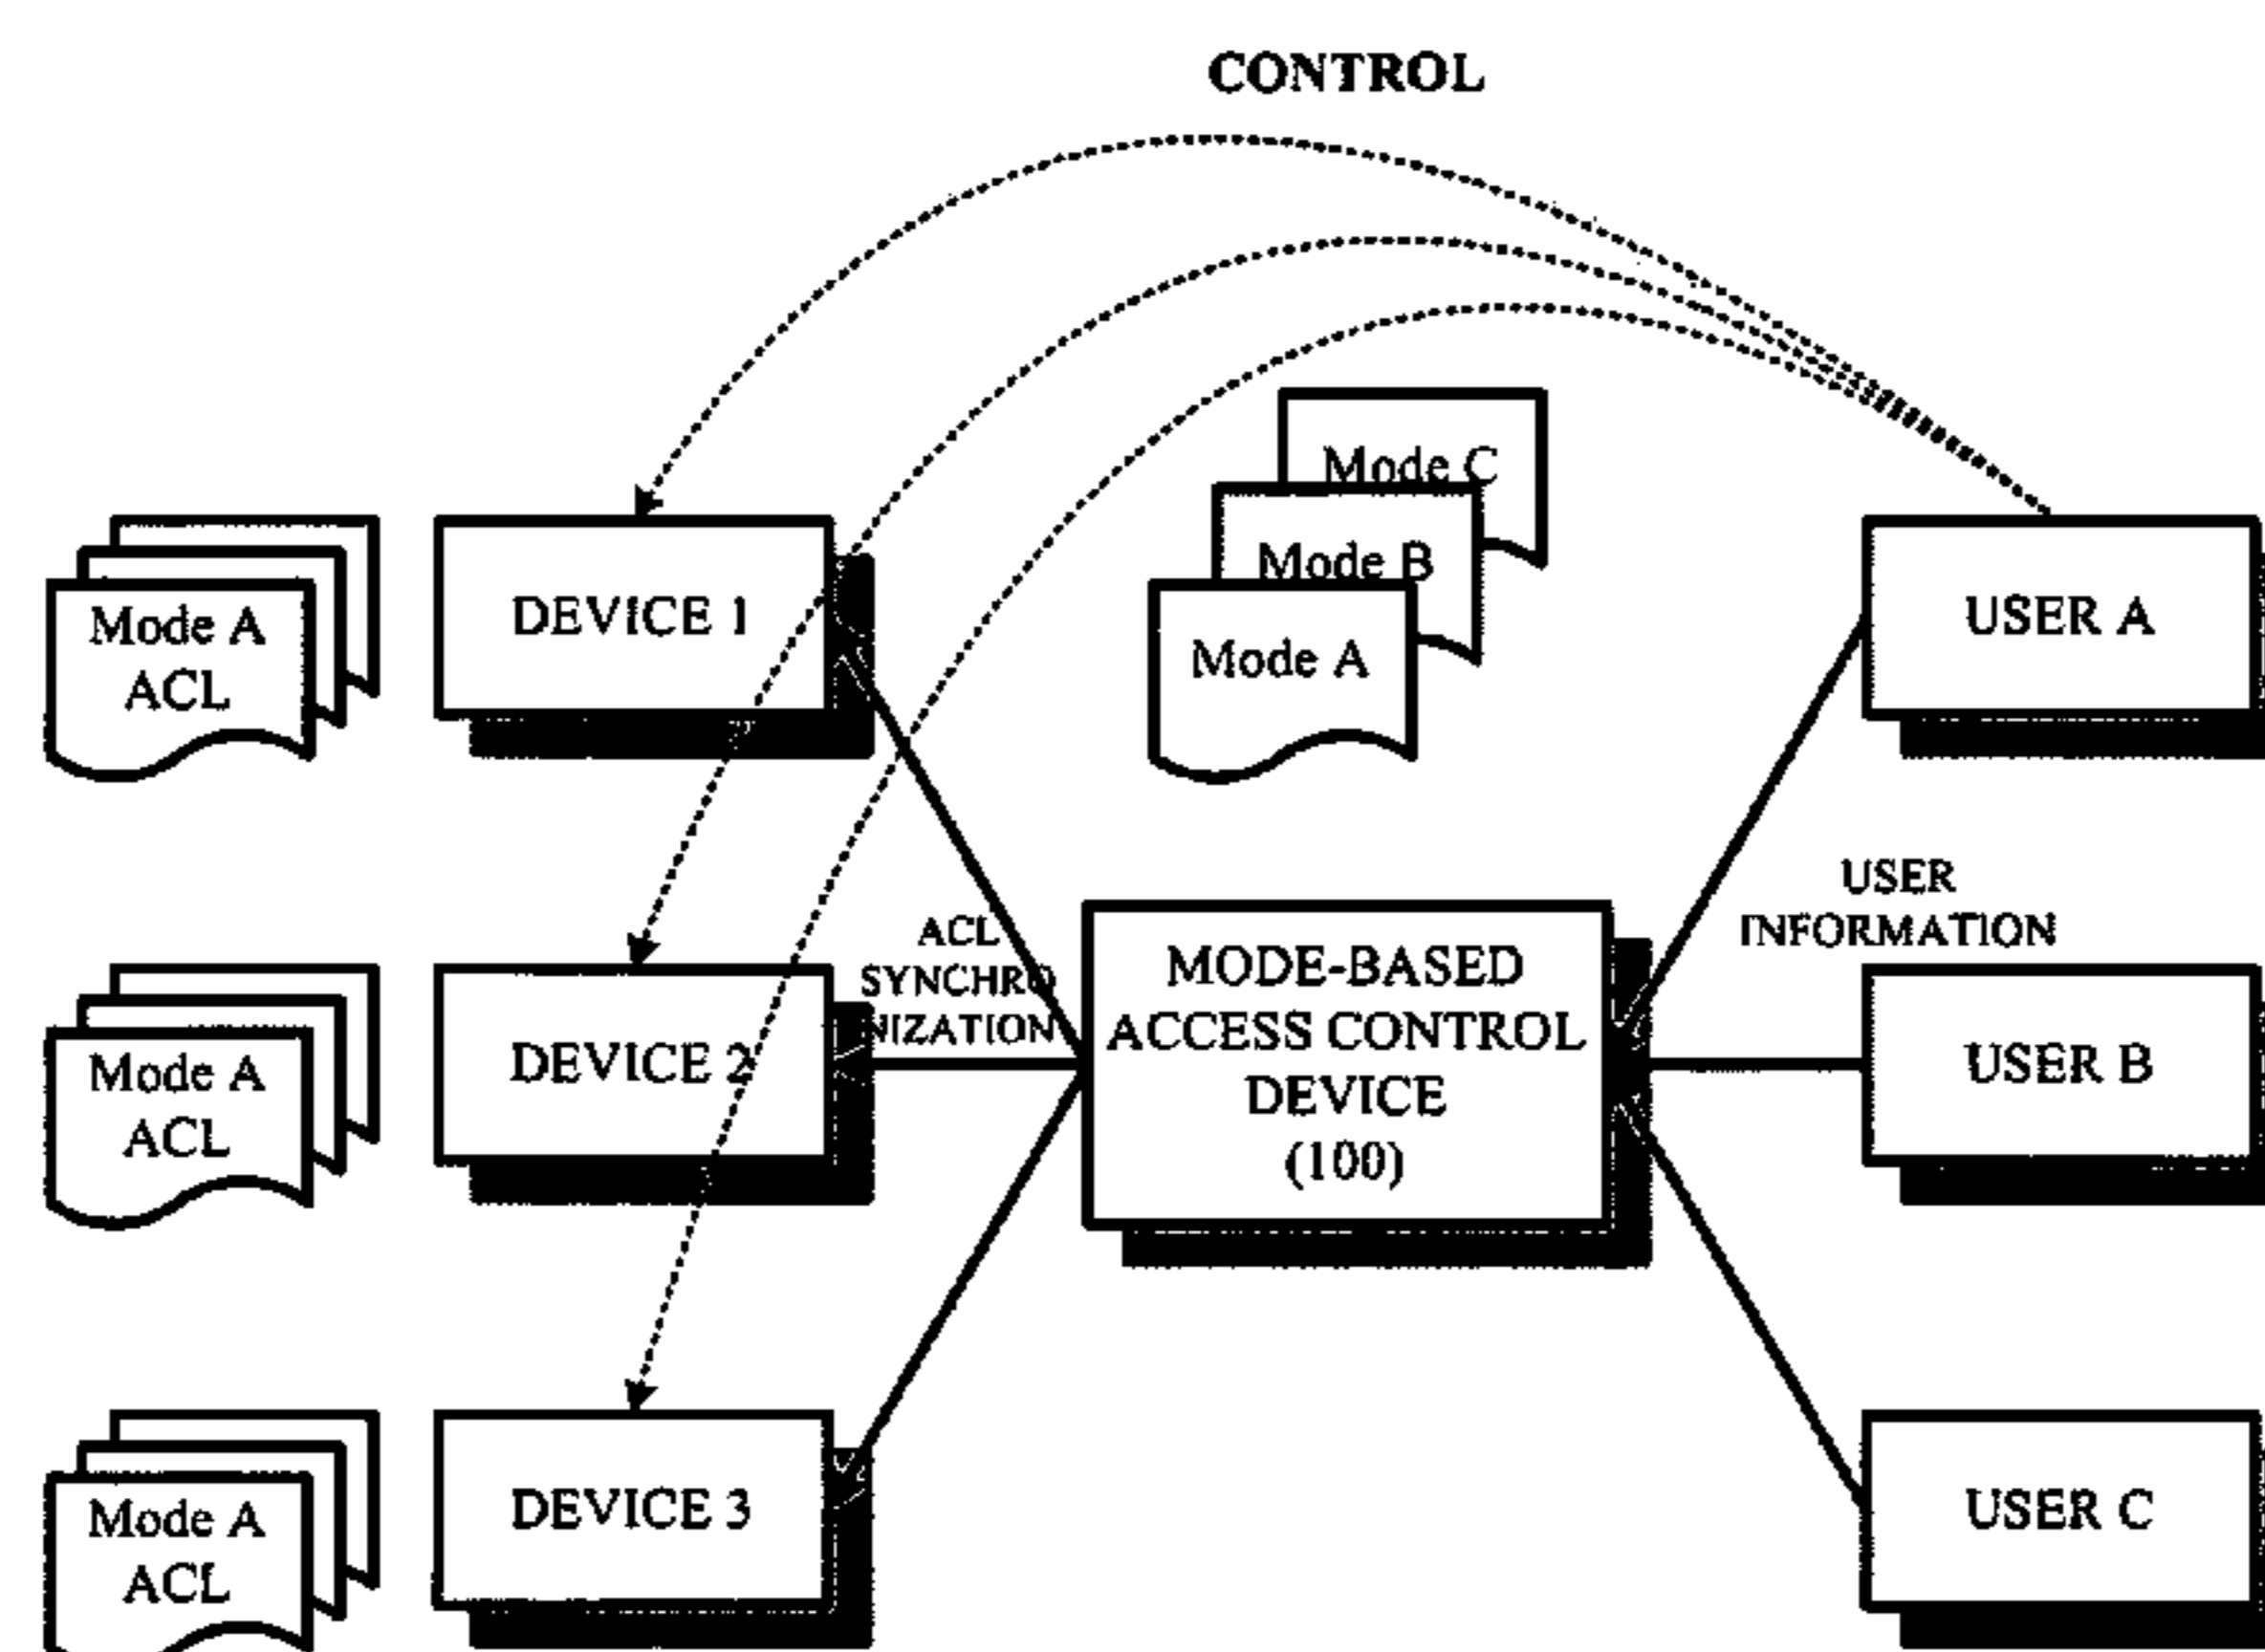 CONTROL
Mode C
Mode B
Mode A
Mode A
ACL
DEVICE 1
USER A
USER
INFORMATION
ACL
SYNCHRO
NIZATION
MODE-BASED
ACCESS CONTROL
DEVICE
(100)
Mode A
ACL
DEVICE 2
USER B
Mode A
ACL
DEVICE 3
USER C